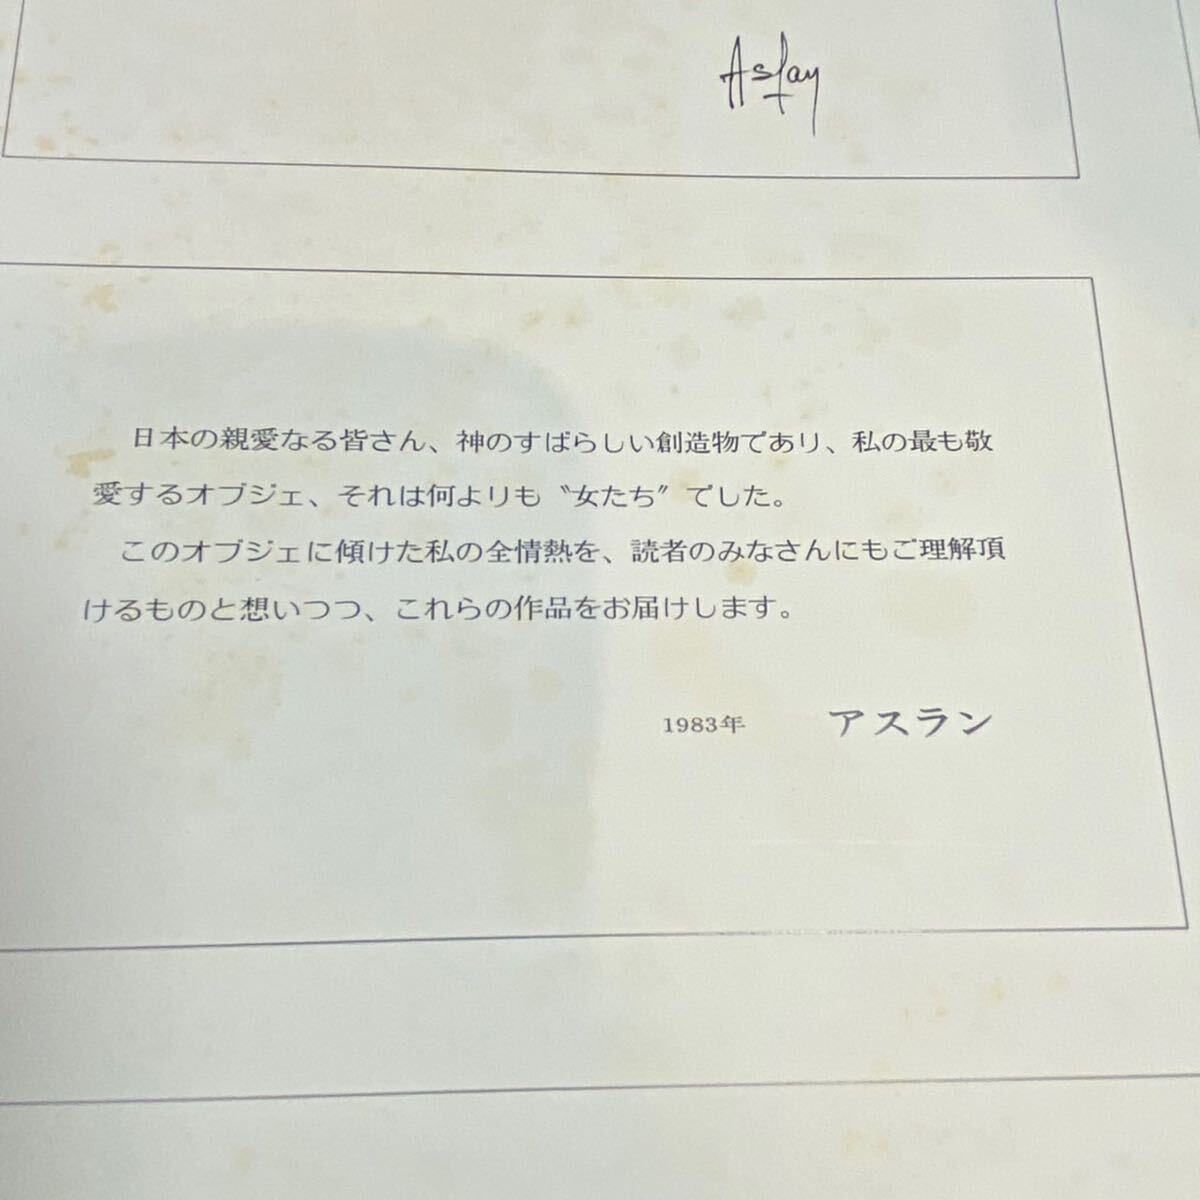 Aslan
日本の親愛なる皆さん、神のすばらしい創造物であり、私の最も敬
愛するオブジェ、それは何よりも〝女たち〞でした。
このオブジェに傾けた私の全情熱を、読者のみなさんにもご理解頂
けるものと想いつつ、これらの作品をお届けします。
1983年 アスラン